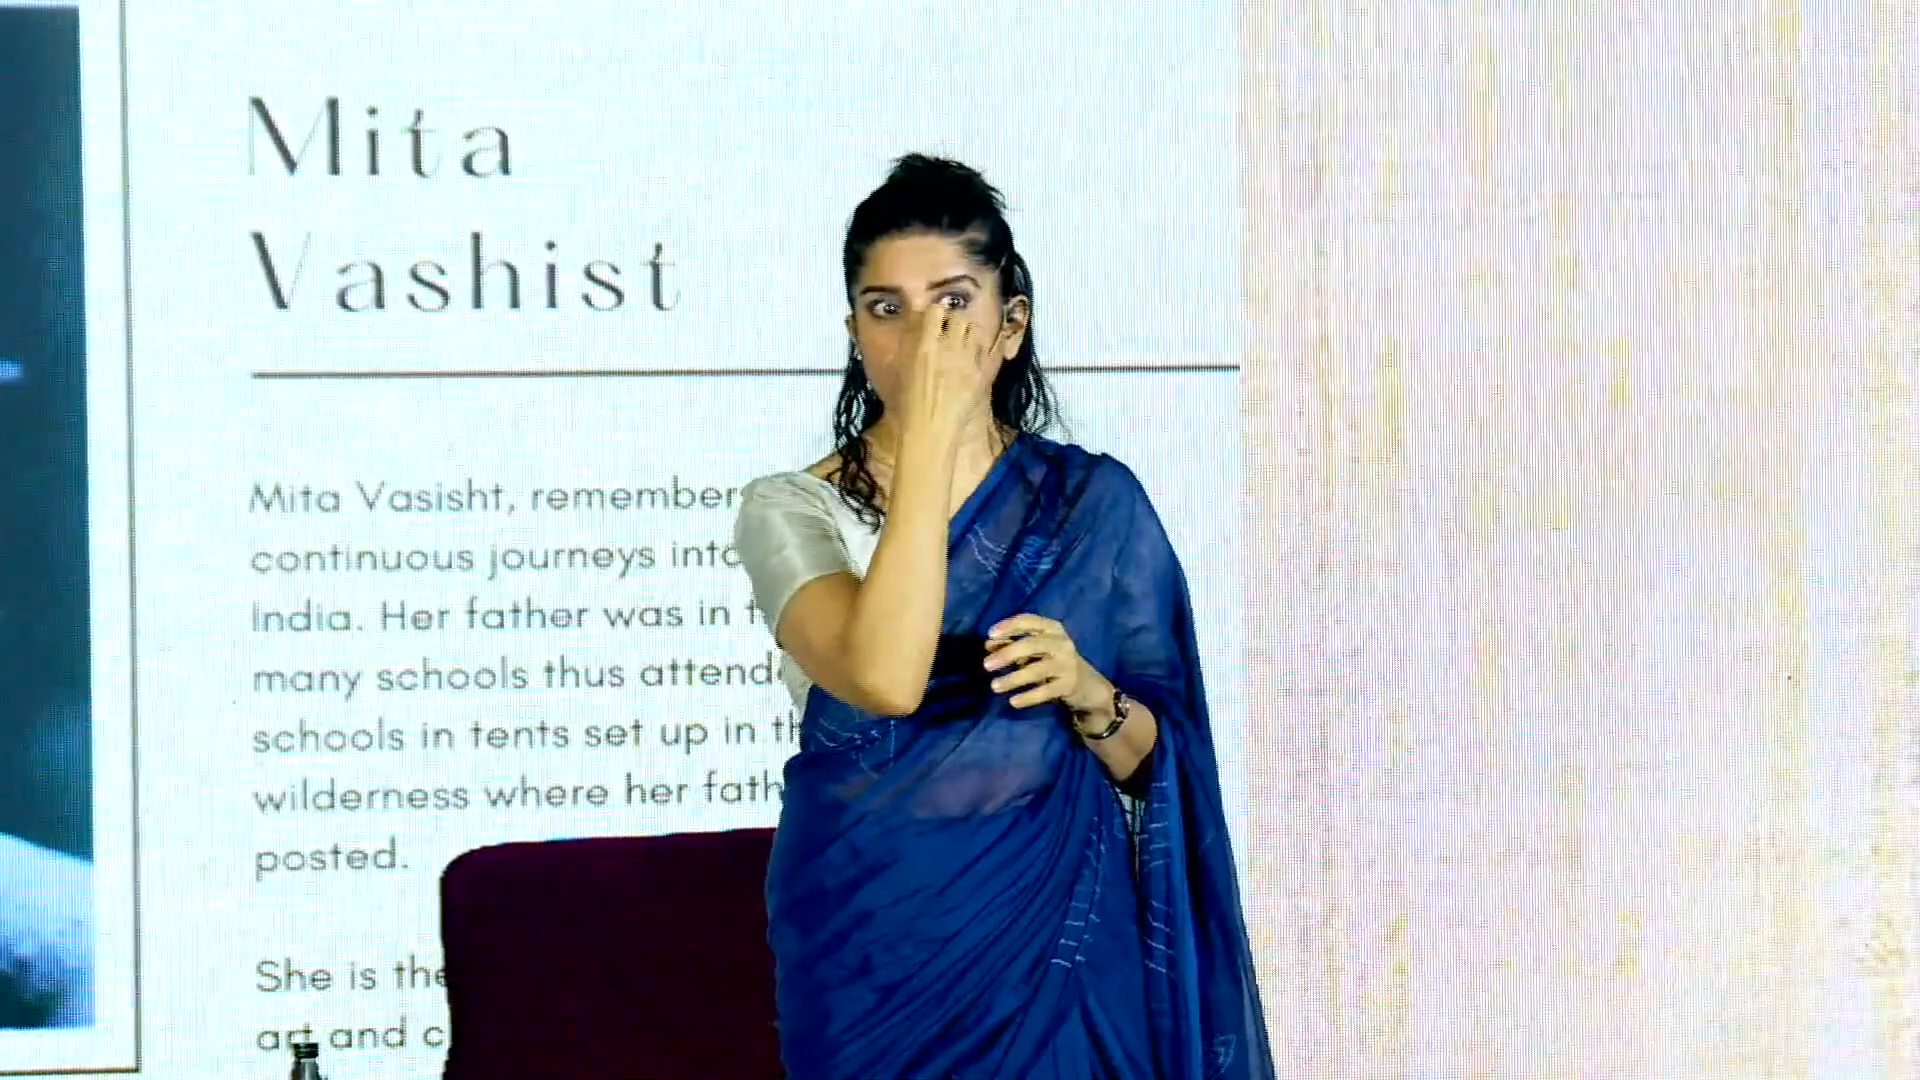 Mita
Vashist
Mita Vasisht, remembers
continuous journeys into
India. Her father was in
many schools thus attend
schools in tents set up in th
wilderness where her fath
posted.
She is the
art and c